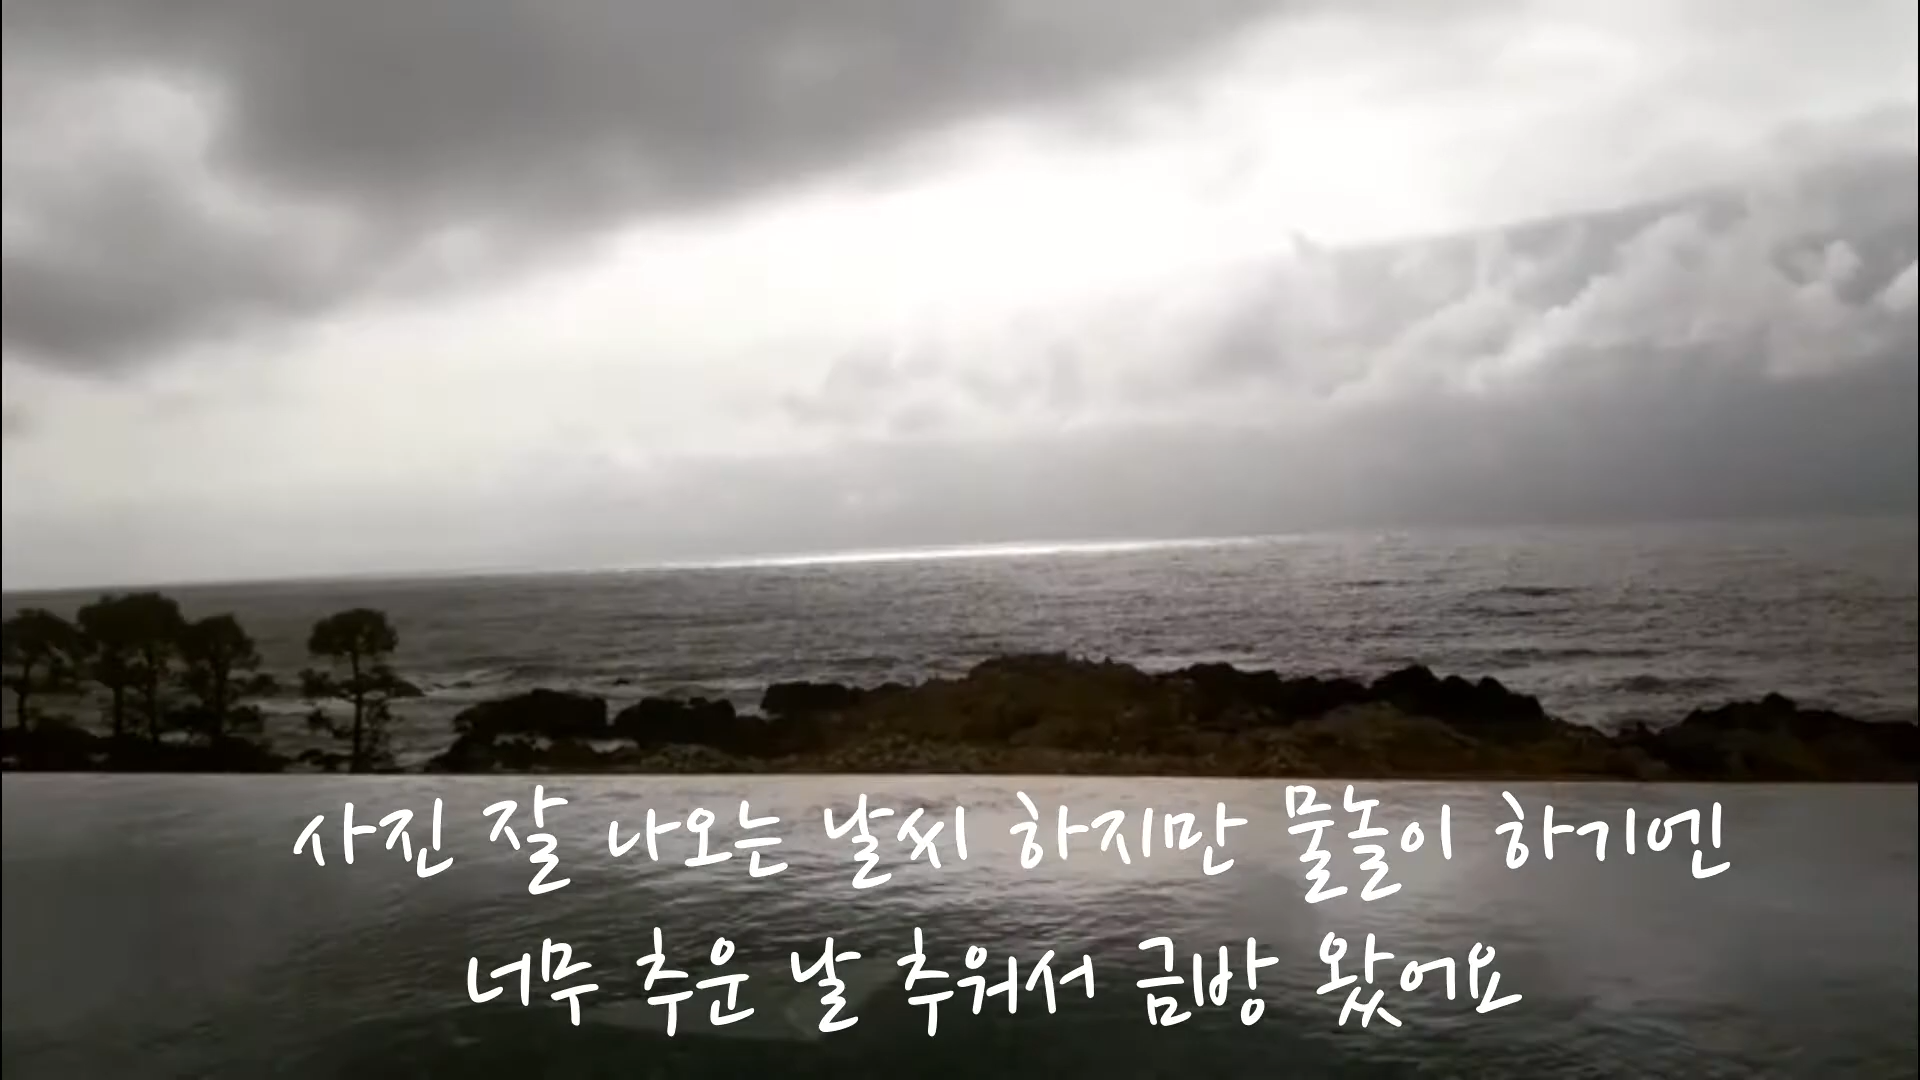 사진 잘 나오는 날씨 하지만 물놀이 하기엔
너무 추운 날 추워서 금방 왔어요